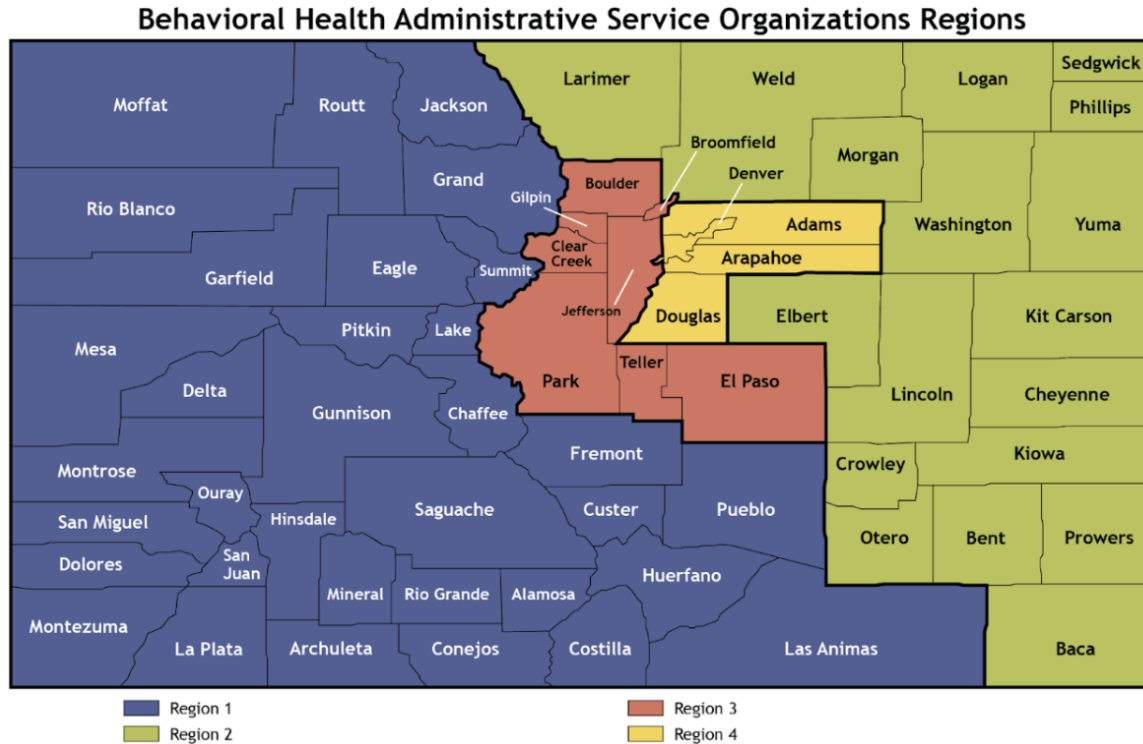 Behavioral Health Administrative Service Organizations Regions
Moffat
Routt
Jackson
Larimer
Weld
Logan
Sedgwick
Phillips
Broomfield
Morgan
Denver
Grand
Boulder
Gilpin
Rio Blanco
Washington
Yuma
Adams
Clear
Creek
Arapahoe
Eagle
Summit
Garfield
Jefferson
Douglas
Elbert
Kit Carson
Pitkin
Lake
Mesa
Teller
Park
El Paso
Delta
Gunnison
Chaffee
Lincoln
Cheyenne
Fremont
Crowley
Kiowa
Montrose
Ouray
Saguache
Custer
Pueblo
San Miguel
Hinsdale
Otero
Bent
Prowers
Dolores
San
Juan
Huerfano
Mineral
Rio Grande
Alamosa
Montezuma
La Plata
Archuleta
Conejos
Costilla
Las Animas
Baca
Region 1
Region 3
Region 2
Region 4